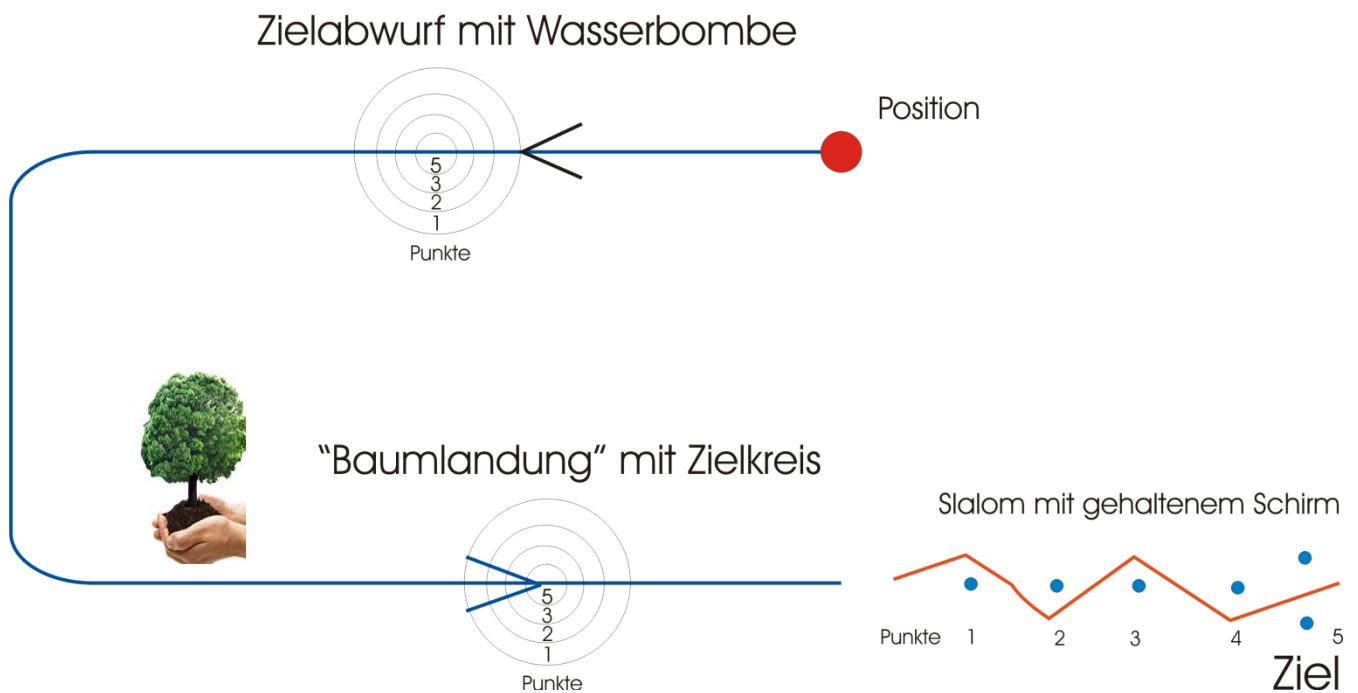 Zielabwurf mit Wasserbombe
Position
5
3
2
1
Punkte
"Baumlandung" mit Zielkreis
5
3
2
1
Punkte
Slalom mit gehaltenem Schirm
Punkte 1 2 3 4 5
Ziel